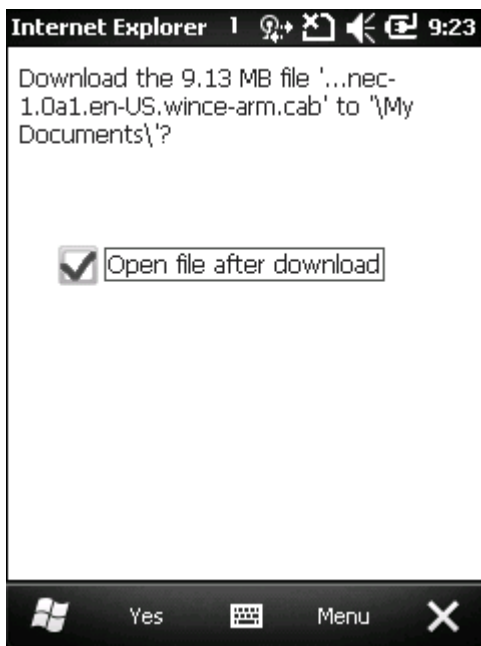 Internet Explorer 9:23
Download the 9.13 MB file '...nec-
1.0a1.en-US.wince-arm.cab' to '\My
Documents\'?
Open file after download
Yes Menu